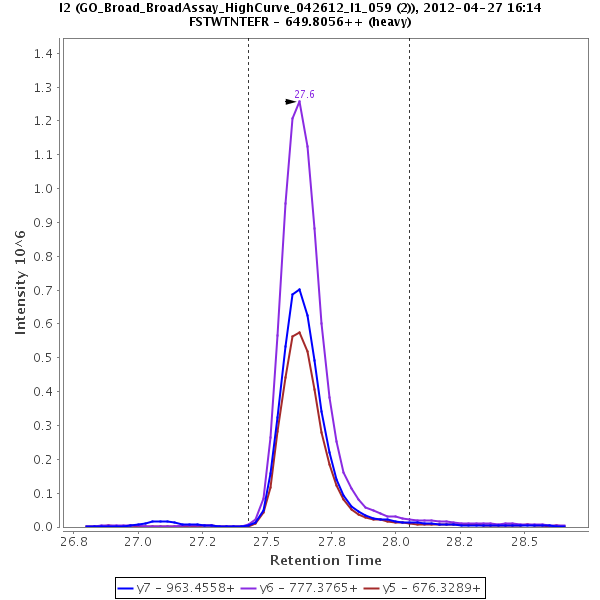 I2 (GO_Broad_BroadAssay_HighCurve_042612_I1_059 (2)), 2012-04-27 16:14
FSTWTNTEFR - 649.8056++ (heavy)
27.6
Intensity 10^6
1.4
1.3
1.2
1.1
1.0
0.9
0.8
0.7
0.6
0.5
0.4
0.3
0.2
0.1
0.0
26.8 27.0 27.2 27.5 27.8 28.0 28.2 28.5
Retention Time
y7 - 963.4558+ y6 - 777.3765+ y5 - 676.3289+